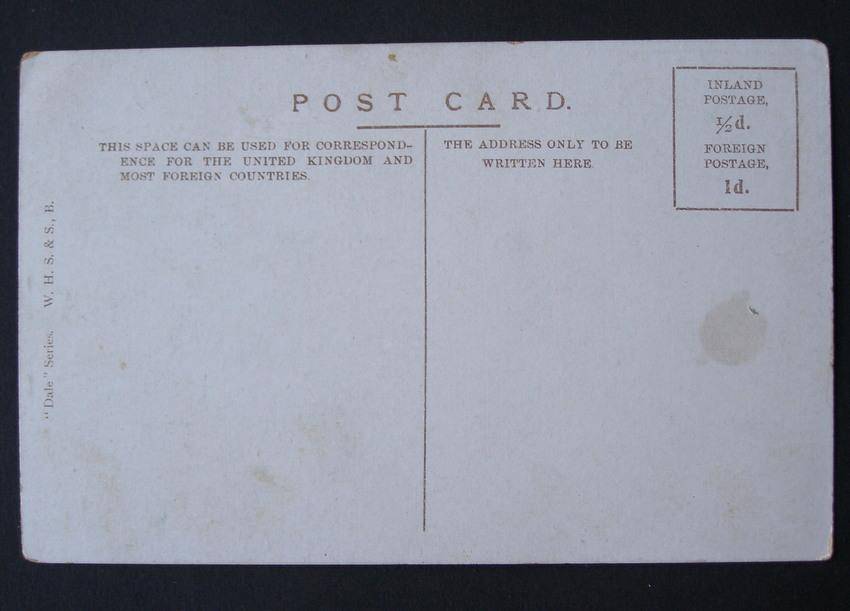 POST CARD.
THIS SPACE CAN BE USED FOR CORRESPOND-
ENCE FOR THE UNITED KINGDOM AND
MOST FOREIGN COUNTRIES.
THE ADDRESS ONLY TO BE
WRITTEN HERE.
INLAND
POSTAGE,
½d.
FOREIGN
POSTAGE,
1d.
"Dale" Series. W. H. S. & S., B.